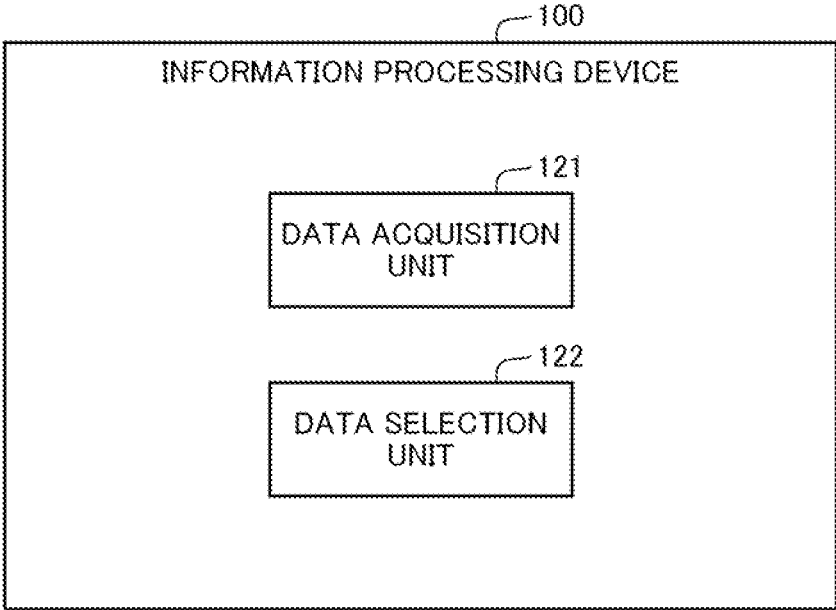 100
INFORMATION PROCESSING DEVICE
121
DATA ACQUISITION
UNIT
122
DATA SELECTION
UNIT